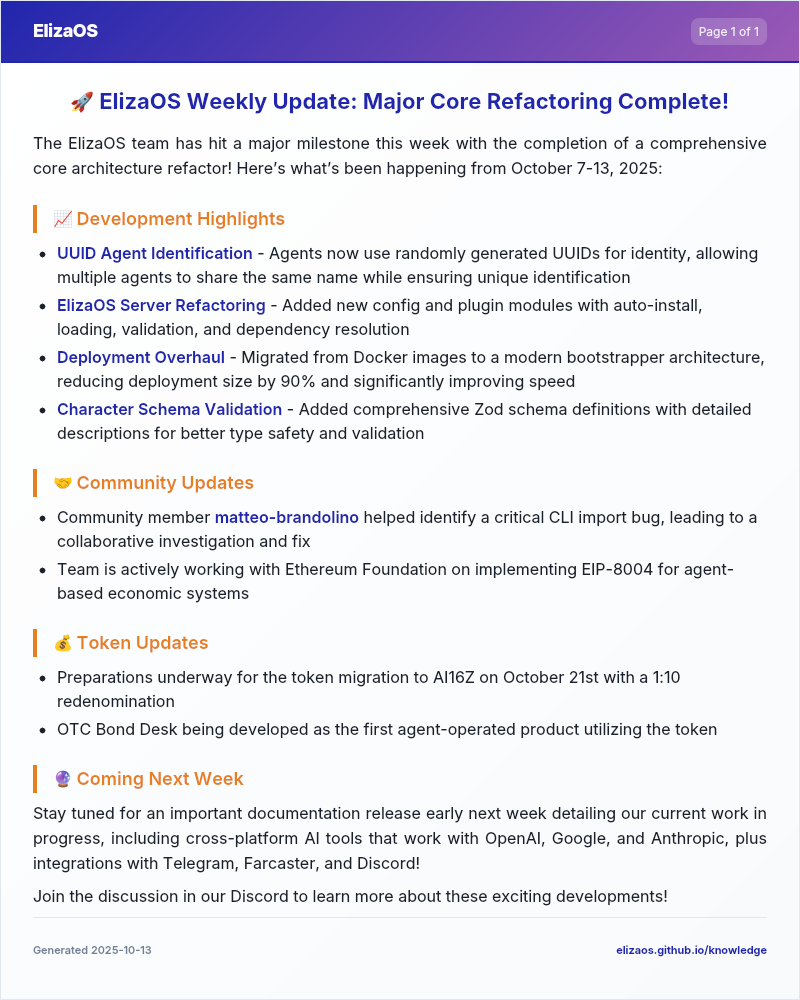 ElizaOS
Page 1 of 1
🚀 ElizaOS Weekly Update: Major Core Refactoring Complete!
The ElizaOS team has hit a major milestone this week with the completion of a comprehensive
core architecture refactor! Here’s what’s been happening from October 7-13, 2025:
📈 Development Highlights
• UUID Agent Identification - Agents now use randomly generated UUIDs for identity, allowing
multiple agents to share the same name while ensuring unique identification
• ElizaOS Server Refactoring - Added new config and plugin modules with auto-install,
loading, validation, and dependency resolution
• Deployment Overhaul - Migrated from Docker images to a modern bootstrapper architecture,
reducing deployment size by 90% and significantly improving speed
• Character Schema Validation - Added comprehensive Zod schema definitions with detailed
descriptions for better type safety and validation
🤝 Community Updates
• Community member matteo-brandolino helped identify a critical CLI import bug, leading to a
collaborative investigation and fix
• Team is actively working with Ethereum Foundation on implementing EIP-8004 for agent-
based economic systems
💰 Token Updates
• Preparations underway for the token migration to AI16Z on October 21st with a 1:10
redenomination
• OTC Bond Desk being developed as the first agent-operated product utilizing the token
🔮 Coming Next Week
Stay tuned for an important documentation release early next week detailing our current work in
progress, including cross-platform AI tools that work with OpenAI, Google, and Anthropic, plus
integrations with Telegram, Farcaster, and Discord!
Join the discussion in our Discord to learn more about these exciting developments!
Generated 2025-10-13
elizaos.github.io/knowledge